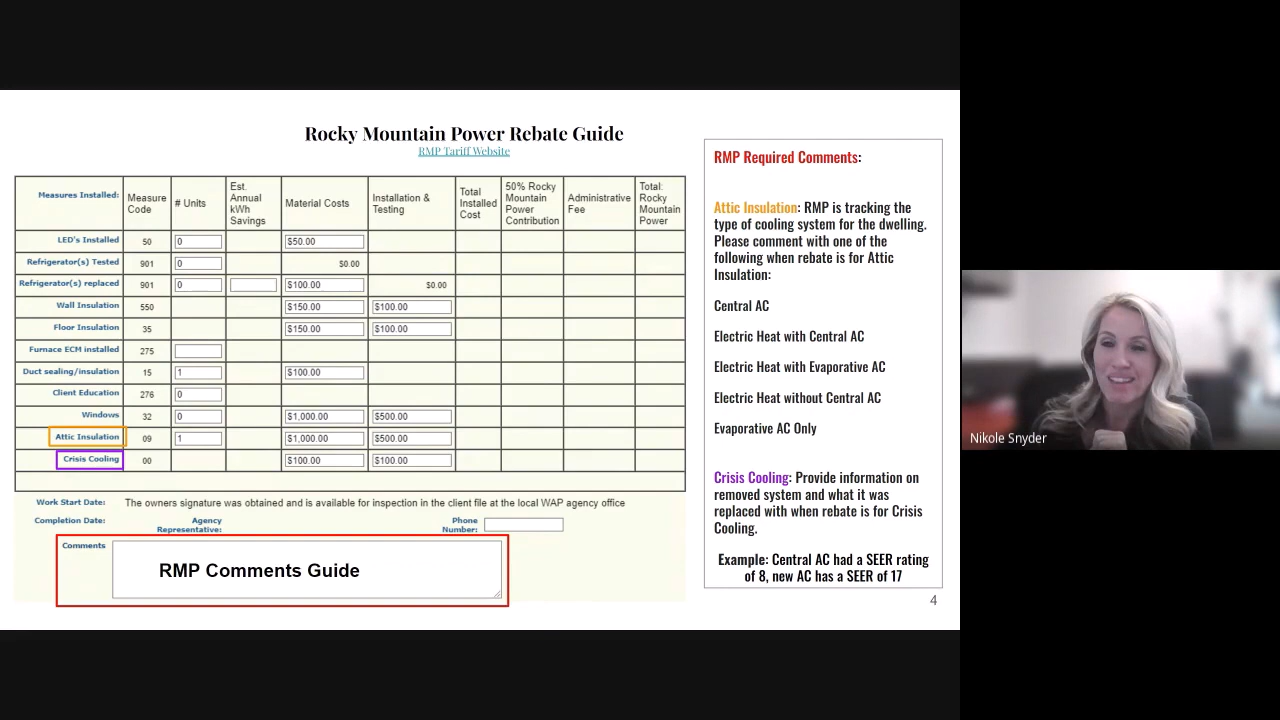 Rocky Mountain Power Rebate Guide
RMP Tariff Website
Measures Installed: Measure Code # Units Est. Annual kWh Savings Material Costs Installation & Testing Total Installed Cost 50% Rocky Mountain Power Contribution Administrative Fee Total: Rocky Mountain Power
LED's Installed 50 0 $50.00
Refrigerator(s) Tested 901 0 $0.00
Refrigerator(s) replaced 901 0 $100.00 $0.00
Wall Insulation 550 $150.00 $100.00
Floor Insulation 35 $150.00 $100.00
Furnace ECM installed 275
Duct sealing/insulation 15 1 $100.00
Client Education 276 0
Windows 32 0 $1,000.00 $500.00
Attic Insulation 09 1 $1,000.00 $500.00
Crisis Cooling 00 $100.00 $100.00
Work Start Date: The owners signature was obtained and is available for inspection in the client file at the local WAP agency office
Completion Date: Agency Representative: Phone Number:
Comments
RMP Comments Guide
RMP Required Comments:
Attic Insulation: RMP is tracking the
type of cooling system for the dwelling.
Please comment with one of the
following when rebate is for Attic
Insulation:
Central AC
Electric Heat with Central AC
Electric Heat with Evaporative AC
Electric Heat without Central AC
Evaporative AC Only
Crisis Cooling: Provide information on
removed system and what it was
replaced with when rebate is for Crisis
Cooling.
Example: Central AC had a SEER rating
of 8, new AC has a SEER of 17
4
Nikole Snyder